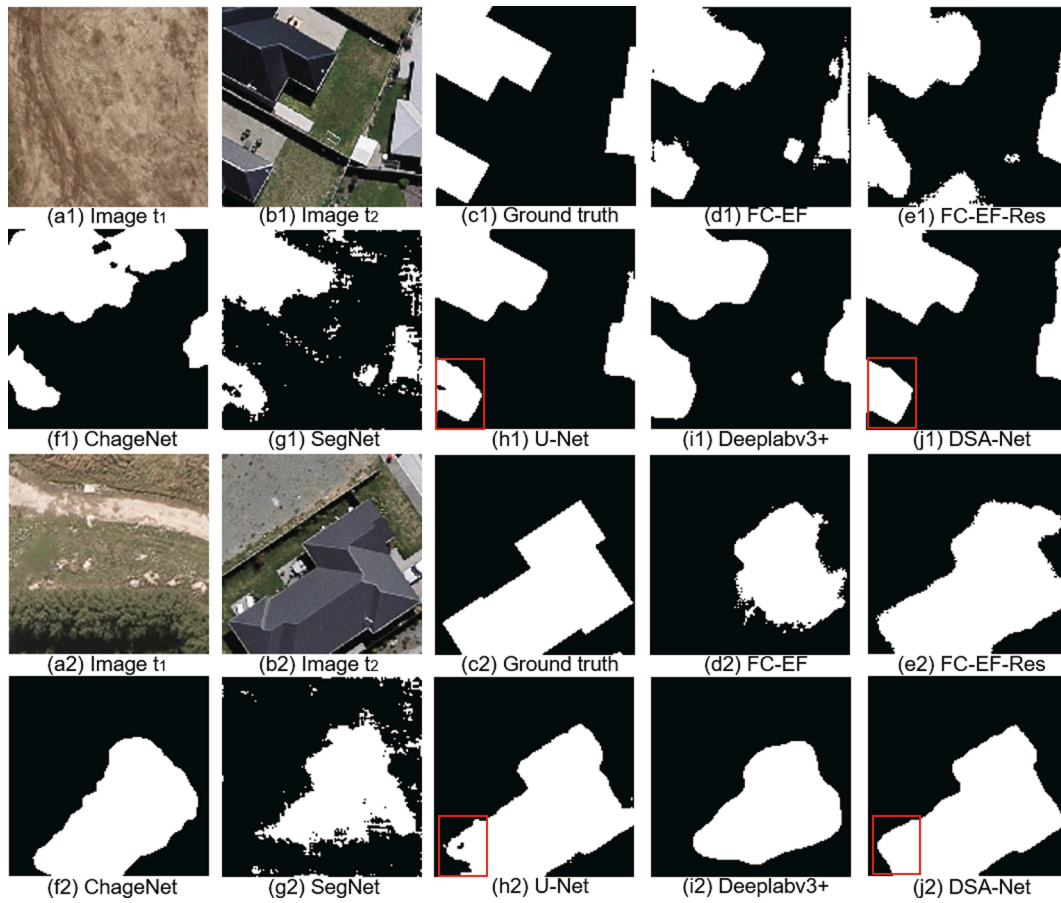 (a1) Image t1 (b1) Image t2 (c1) Ground truth (d1) FC-EF (e1) FC-EF-Res
(f1) ChageNet (g1) SegNet (h1) U-Net (i1) Deeplabv3+ (j1) DSA-Net
(a2) Image t1 (b2) Image t2 (c2) Ground truth (d2) FC-EF (e2) FC-EF-Res
(f2) ChageNet (g2) SegNet (h2) U-Net (i2) Deeplabv3+ (j2) DSA-Net